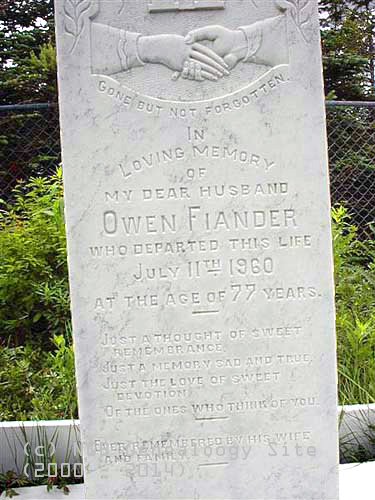 GONE BUT NOT FORGOTTEN.
IN
LOVING MEMORY
OF
MY DEAR HUSBAND
OWEN FIANDER
WHO DEPARTED THIS LIFE
JULY 11TH 1960
AT THE AGE OF 77 YEARS.
JUST A THOUGHT OF SWEET
REMEMBRANCE,
JUST A MEMORY SAD AND TRUE,
JUST THE LOVE OF SWEET
DEVOTION
OF THE ONES WHO THINK OF YOU.
EVER REMEMBERED BY HIS WIFE
AND FAMILY
(c) Genealogy Site
(2000 - 2014)